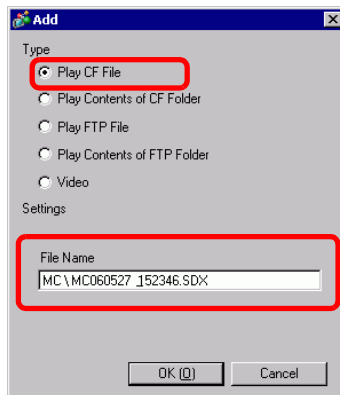 Add
Type
Play CF File
Play Contents of CF Folder
Play FTP File
Play Contents of FTP Folder
Video
Settings
File Name
MC\MC060527_152346.SDX
OK (O) Cancel